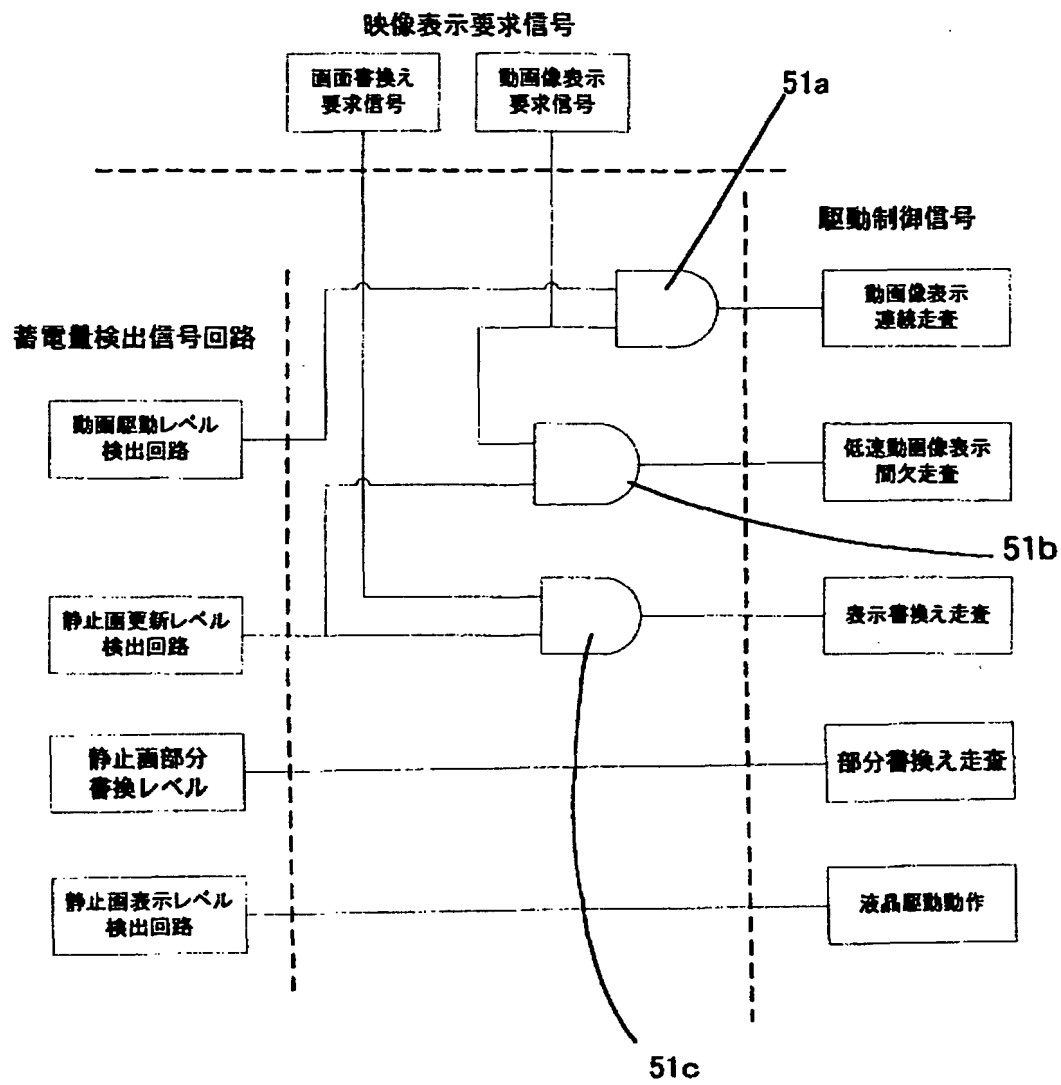 映像表示要求信号
画面書換え
要求信号
動画像表示
要求信号
51a
駆動制御信号
動画像表示
連続走査
蓄電量検出信号回路
動画駆動レベル
検出回路
低速動画像表示
間欠走査
51b
静止画更新レベル
検出回路
表示書換え走査
静止画部分
書換レベル
部分書換え走査
静止画表示レベル
検出回路
液晶駆動動作
51c